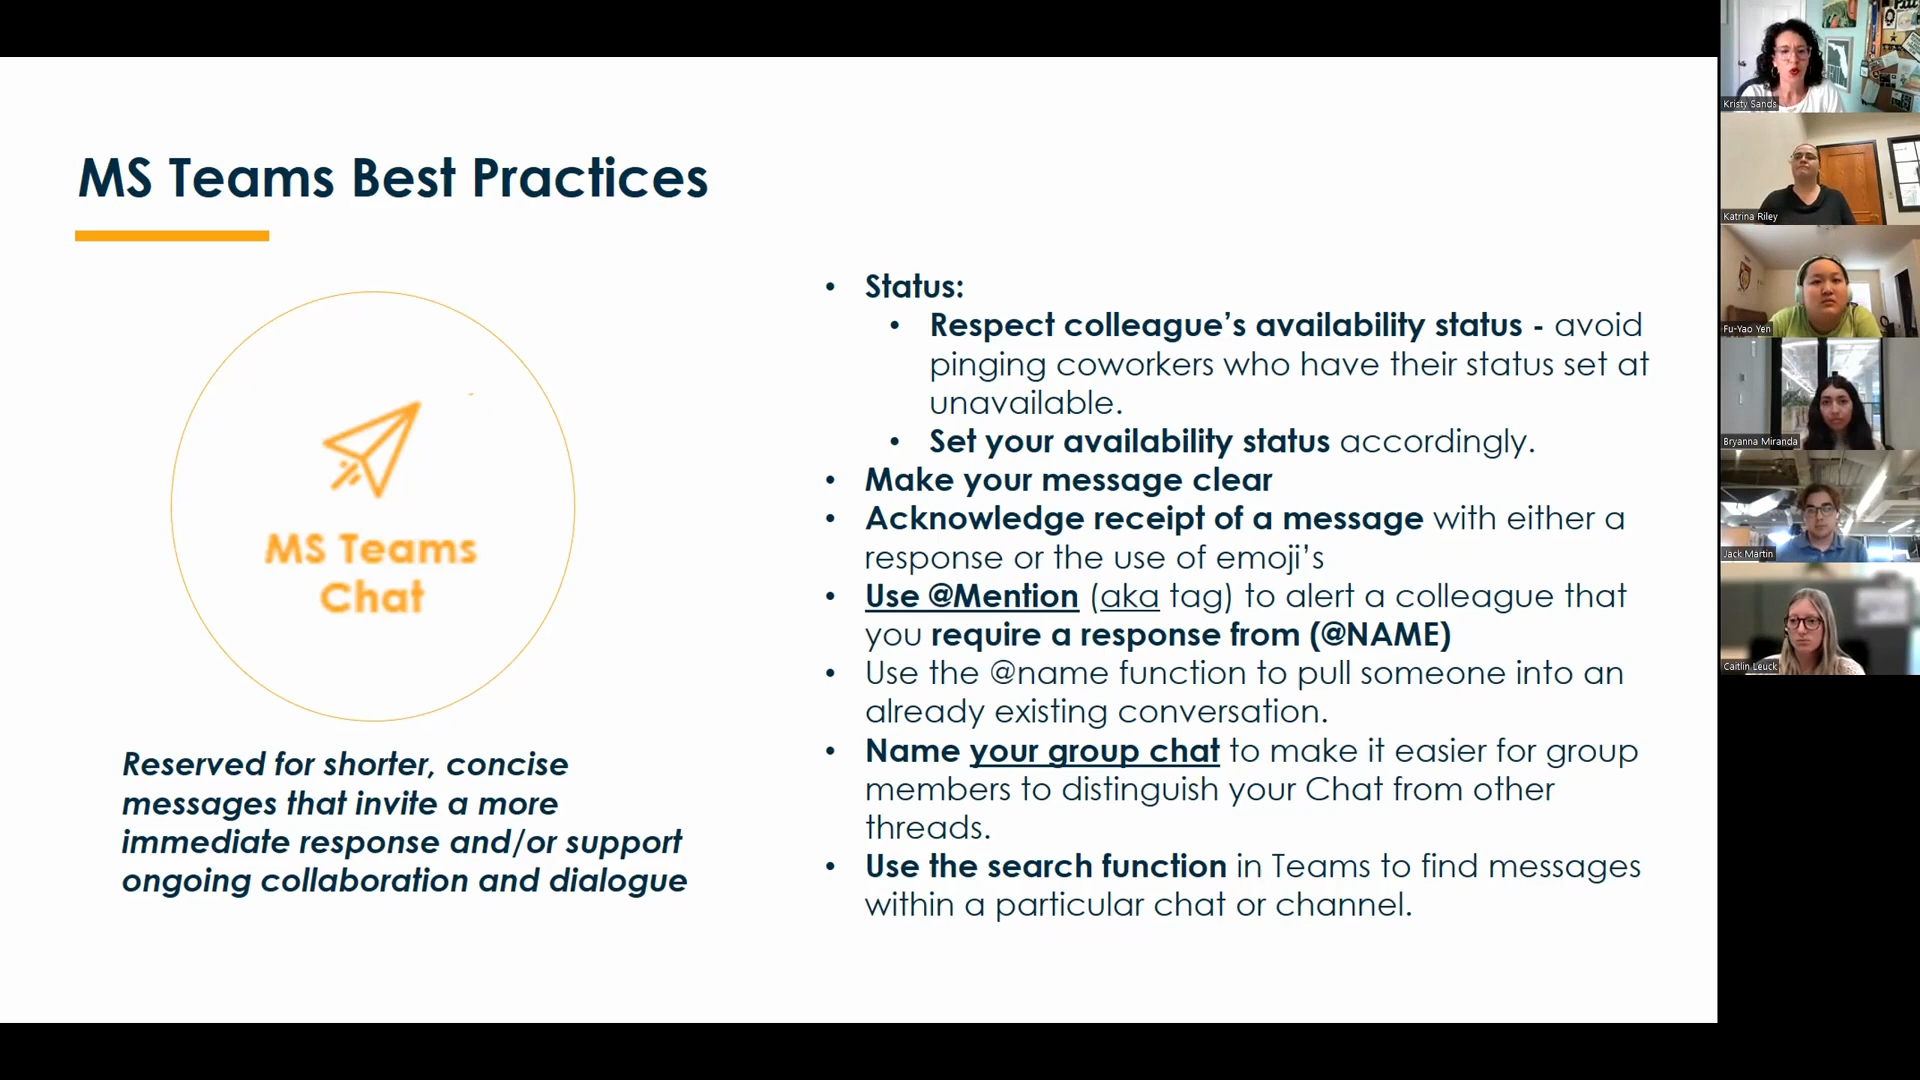 MS Teams Best Practices
MS Teams
Chat
Reserved for shorter, concise
messages that invite a more
immediate response and/or support
ongoing collaboration and dialogue
• Status:
• Respect colleague’s availability status - avoid
pinging coworkers who have their status set at
unavailable.
• Set your availability status accordingly.
• Make your message clear
• Acknowledge receipt of a message with either a
response or the use of emoji’s
• Use @Mention (aka tag) to alert a colleague that
you require a response from (@NAME)
• Use the @name function to pull someone into an
already existing conversation.
• Name your group chat to make it easier for group
members to distinguish your Chat from other
threads.
• Use the search function in Teams to find messages
within a particular chat or channel.
Kristy Sands
Katrina Riley
Fu-Yao Yen
Bryanna Miranda
Jack Martin
Caitlin Leuck